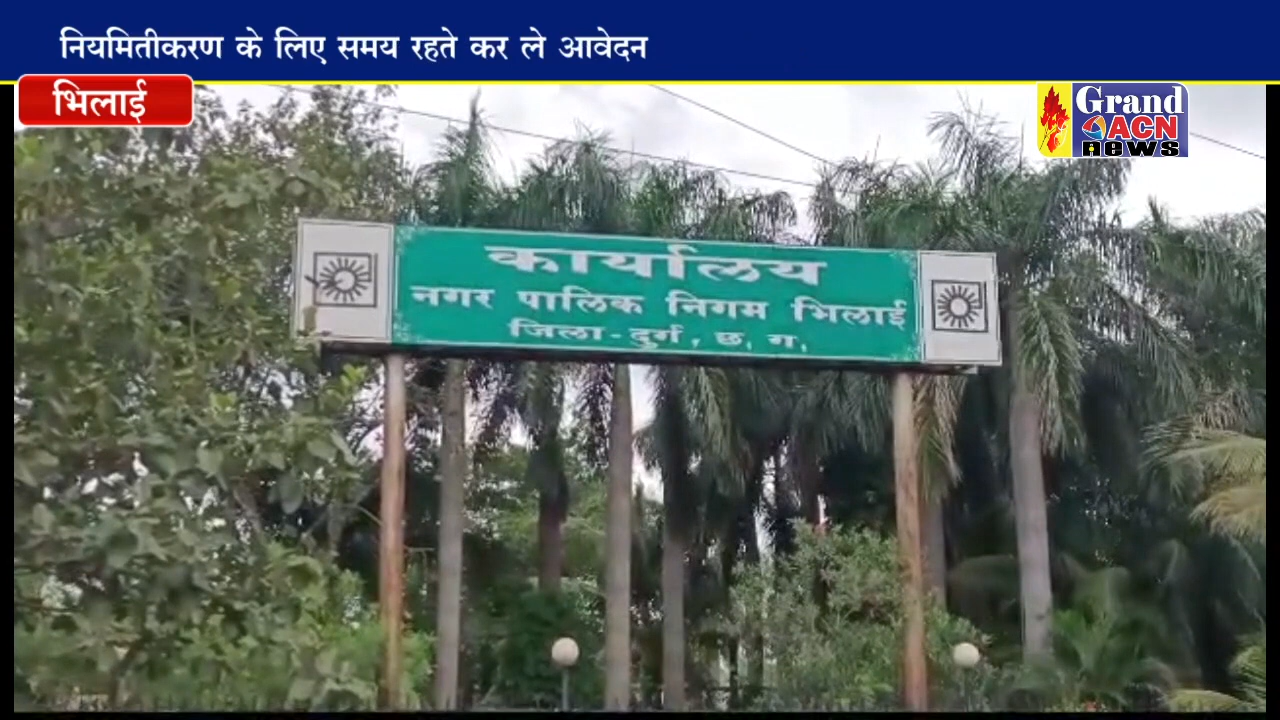 नियमितीकरण के लिए समय रहते कर ले आवेदन
भिलाई
Grand
ACN
news
कार्यालय
नगर पालिक निगम भिलाई
जिला - दुर्ग, छ. ग.